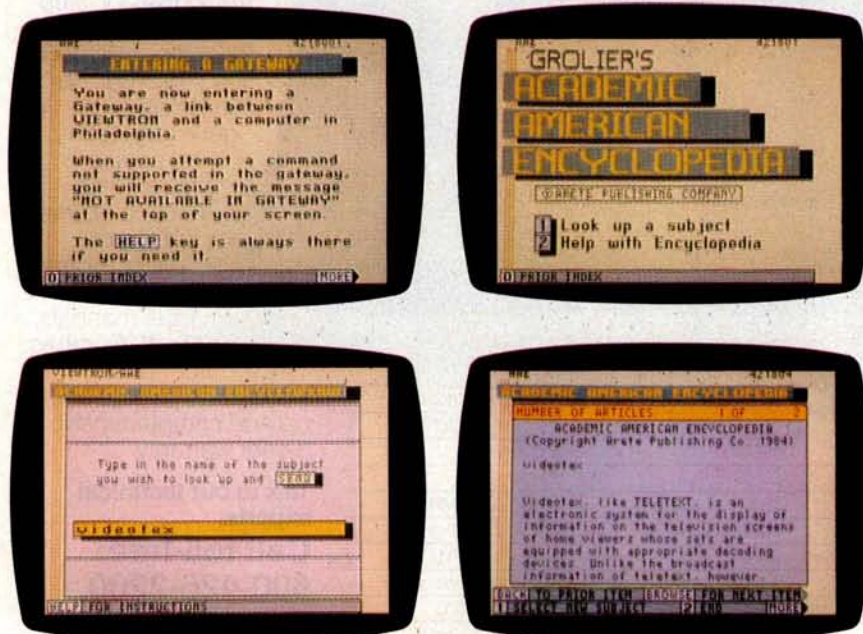 AAE 4218001
ENTERING A GATEWAY
You are now entering a
Gateway, a link between
VIEWTRON and a computer in
Philadelphia.
When you attempt a command
not supported in the gateway,
you will receive the message
"NOT AVAILABLE IN GATEWAY"
at the top of your screen.
The HELP key is always there
if you need it.
0 PRIOR INDEX MORE
AAE 421801
GROLIER'S
ACADEMIC
AMERICAN
ENCYCLOPEDIA
©ARETE PUBLISHING COMPANY
1 Look up a subject
2 Help with Encyclopedia
0 PRIOR INDEX
VIEWTRON/AAE
ACADEMIC AMERICAN ENCYCLOPEDIA
Type in the name of the subject
you wish to look up and SEND
videotex
HELP FOR INSTRUCTIONS
AAE 421804
ACADEMIC AMERICAN ENCYCLOPEDIA
NUMBER OF ARTICLES 1 OF 2
ACADEMIC AMERICAN ENCYCLOPEDIA
(Copyright Arete Publishing Co. 1984)
videotex
Videotex, like TELETEXT, is an
electronic system for the display of
information on the television screens
of home viewers whose sets are
equipped with appropriate decoding
devices. Unlike the broadcast
information of teletext, however,
BACK TO PRIOR ITEM BROWSE FOR NEXT ITEM
1 SELECT NEW SUBJECT 2 END MORE